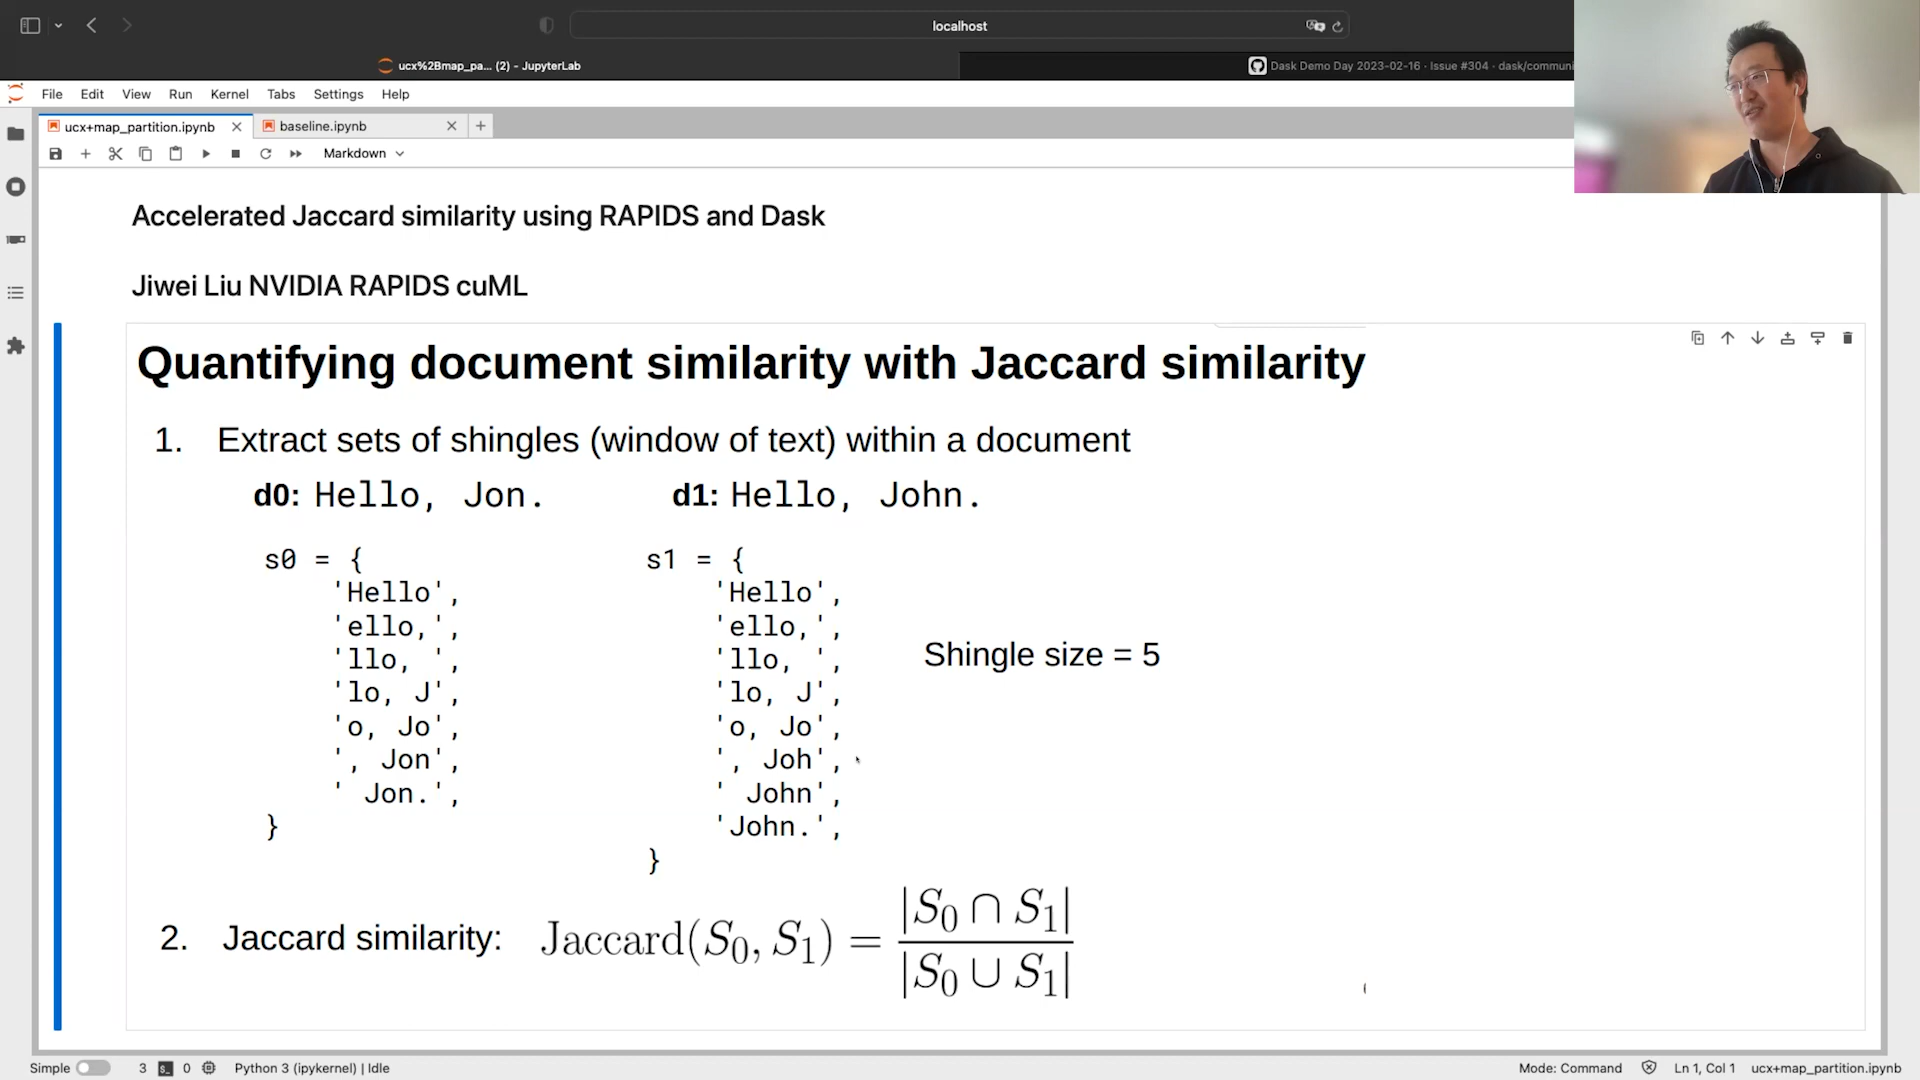 localhost
ucx%2Bmap_pa... (2) - JupyterLab
Dask Demo Day 2023-02-16 · Issue #304 · dask/communi
File Edit View Run Kernel Tabs Settings Help
ucx+map_partition.ipynb
baseline.ipynb
Markdown
Accelerated Jaccard similarity using RAPIDS and Dask
Jiwei Liu NVIDIA RAPIDS cuML
Quantifying document similarity with Jaccard similarity
1. Extract sets of shingles (window of text) within a document
d0: Hello, Jon.
d1: Hello, John.
s0 = {
'Hello',
'ello,',
'llo, ',
'lo, J',
'o, Jo',
', Jon',
' Jon.',
}
s1 = {
'Hello',
'ello,',
'llo, ',
'lo, J',
'o, Jo',
', Joh',
' John',
'John.',
}
Shingle size = 5
2. Jaccard similarity: Jaccard(S₀, S₁) = |S₀ ∩ S₁| / |S₀ ∪ S₁|
Simple 3 0 Python 3 (ipykernel) | Idle
Mode: Command Ln 1, Col 1 ucx+map_partition.ipynb